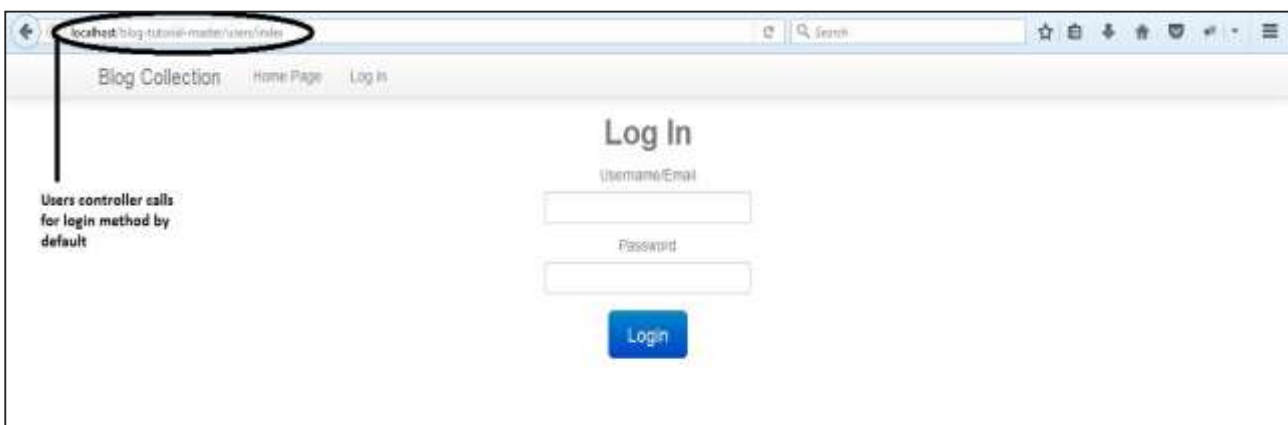 localhost/blog-tutorial-master/users/index
Search
Blog Collection Home Page Log in
Log In
Username/Email
Password
Login
Users controller calls
for login method by
default